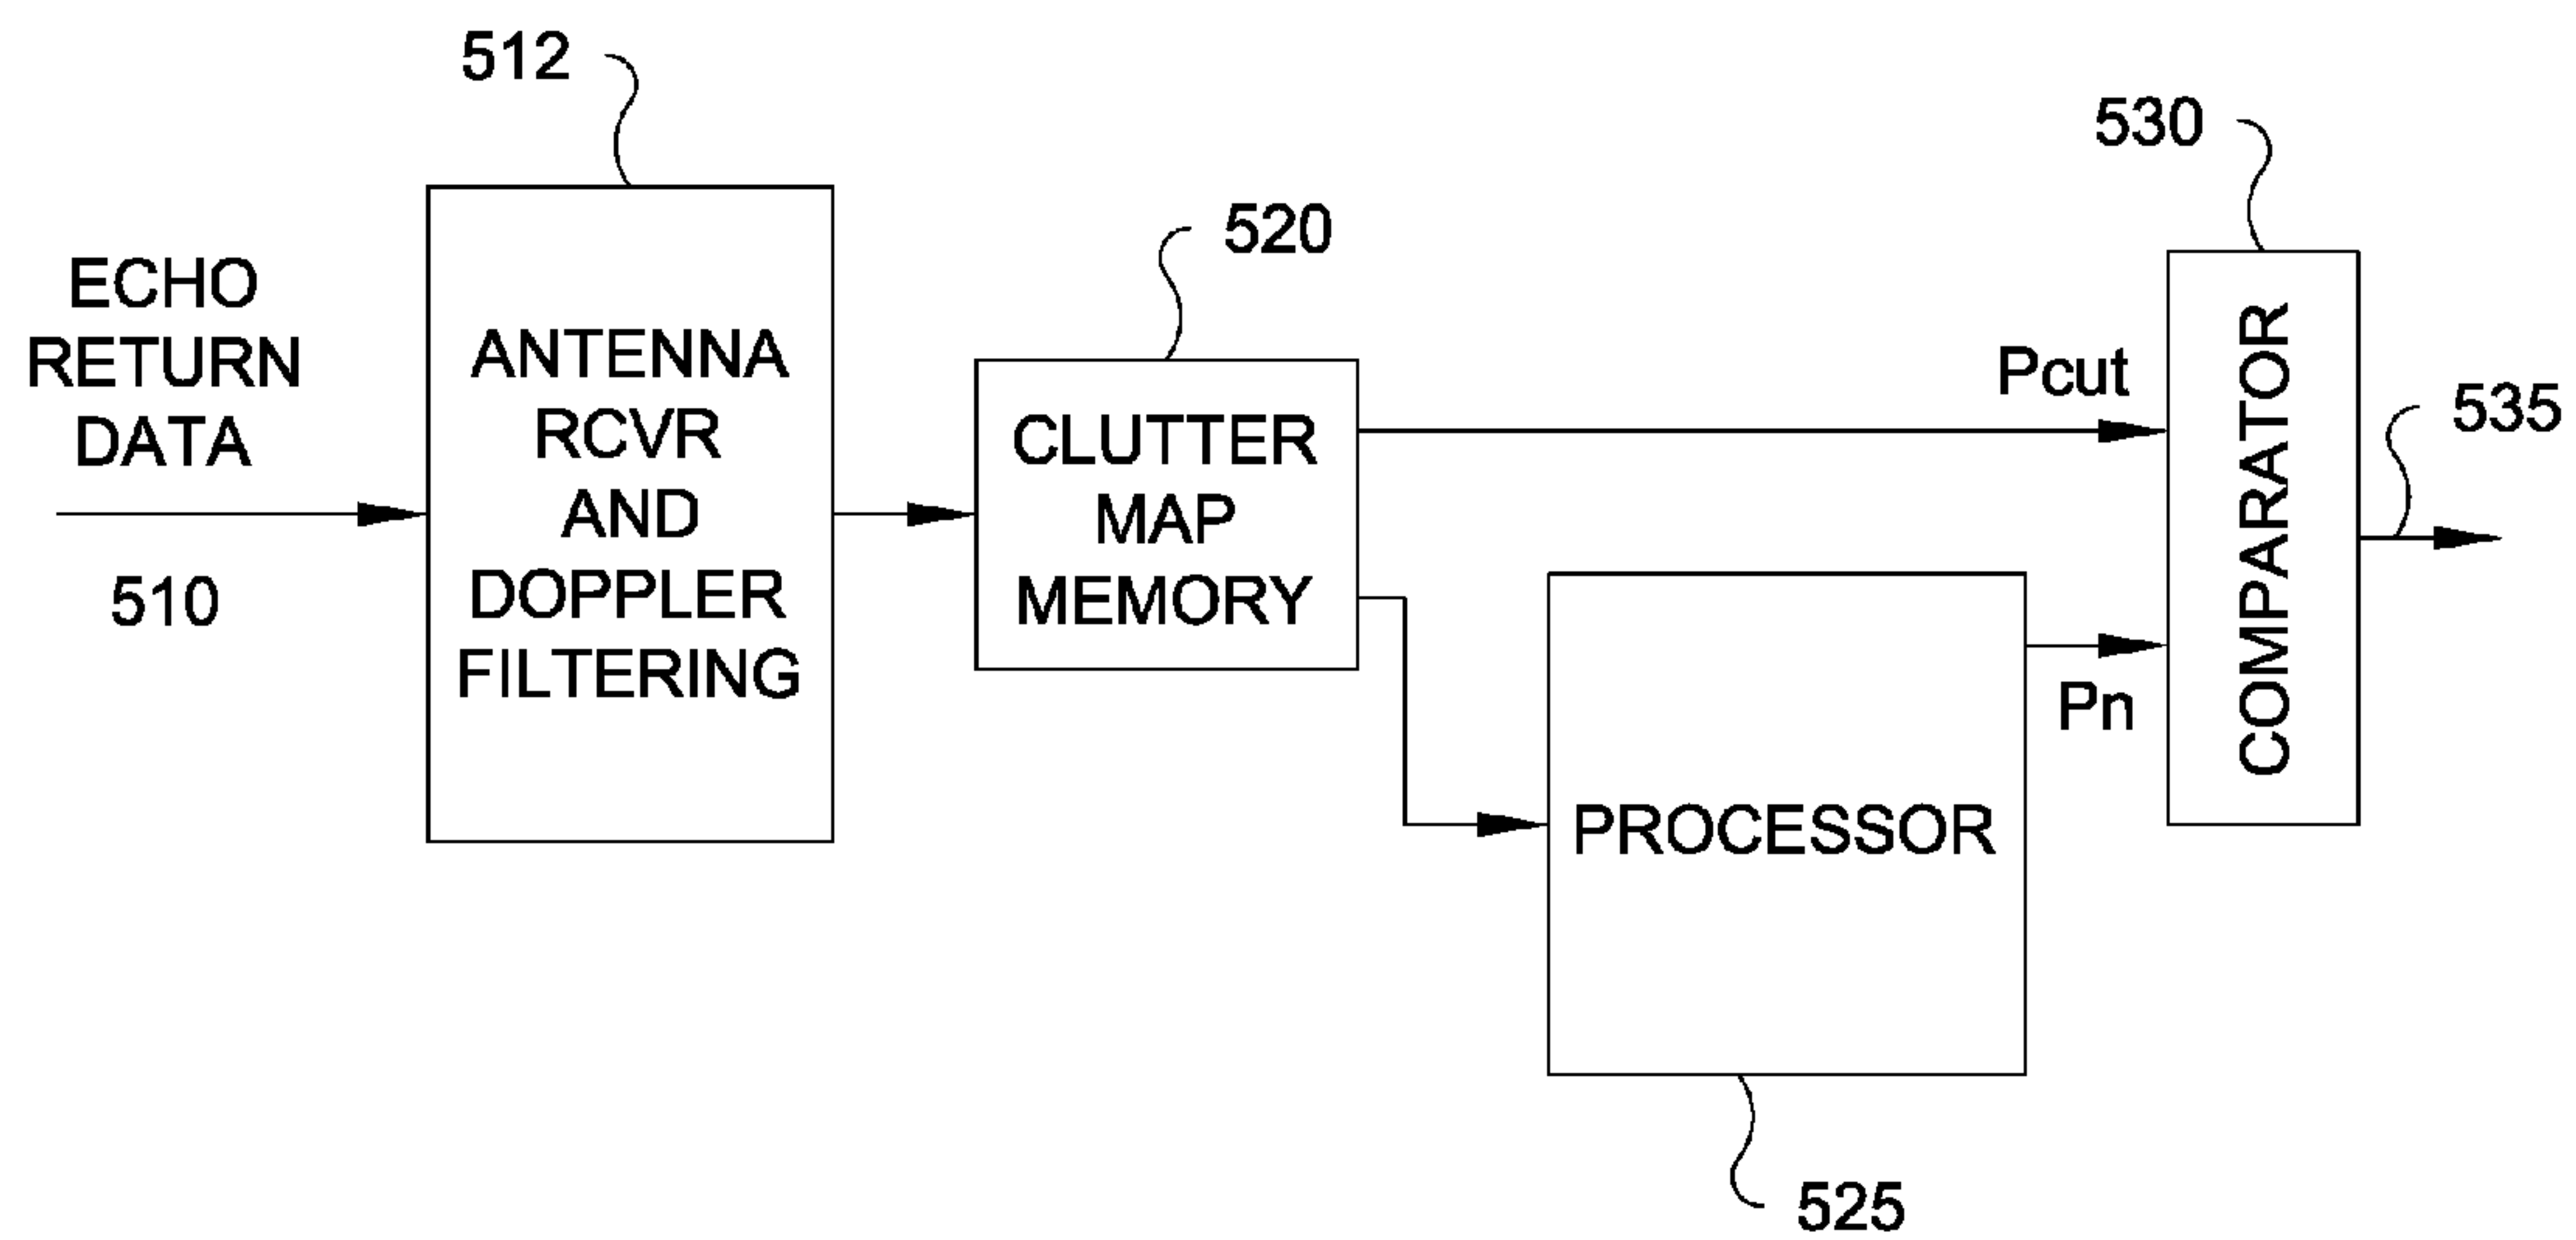 512
530
520
ECHO
RETURN
DATA
510
ANTENNA
RCVR
AND
DOPPLER
FILTERING
CLUTTER
MAP
MEMORY
Pcut
535
COMPARATOR
Pn
PROCESSOR
525